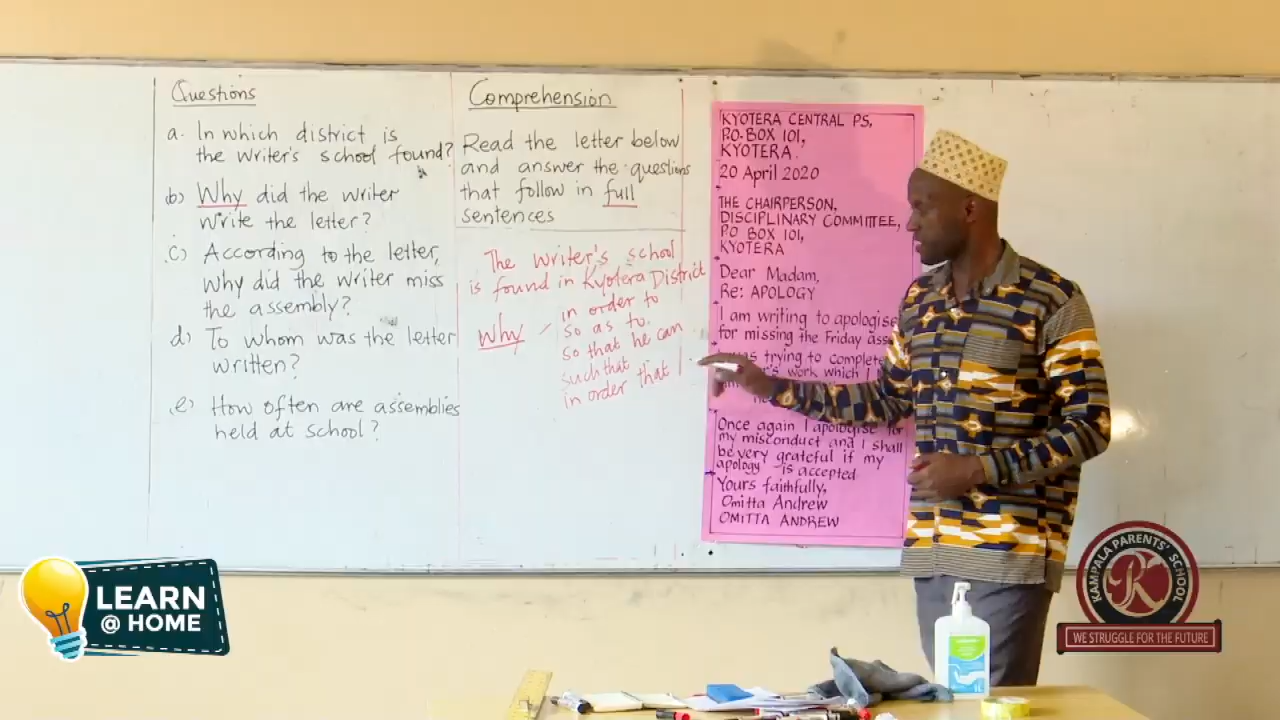 Questions
a. In which district is
the writer's school found?
b) Why did the writer
write the letter?
c) According to the letter,
why did the writer miss
the assembly?
d) To whom was the letter
written?
e) How often are assemblies
held at school?
Comprehension
Read the letter below
and answer the questions
that follow in full
sentences
The writer's school
is found in Kyotera District
Why
in order to
so as to.
so that he can
such that
in order that
KYOTERA CENTRAL PS,
P.O. BOX 101,
KYOTERA.
20 April 2020
THE CHAIRPERSON,
DISCIPLINARY COMMITTEE,
PO BOX 101,
KYOTERA
Dear Madam,
Re: APOLOGY
I am writing to apologise
for missing the Friday
trying to complete
work which I
Once again I apologise for
my misconduct and I shall
be very grateful if my
apology is accepted
Yours faithfully,
Omitta Andrew
OMITTA ANDREW
LEARN
@ HOME
KAMPALA PARENTS' SCHOOL
K
WE STRUGGLE FOR THE FUTURE